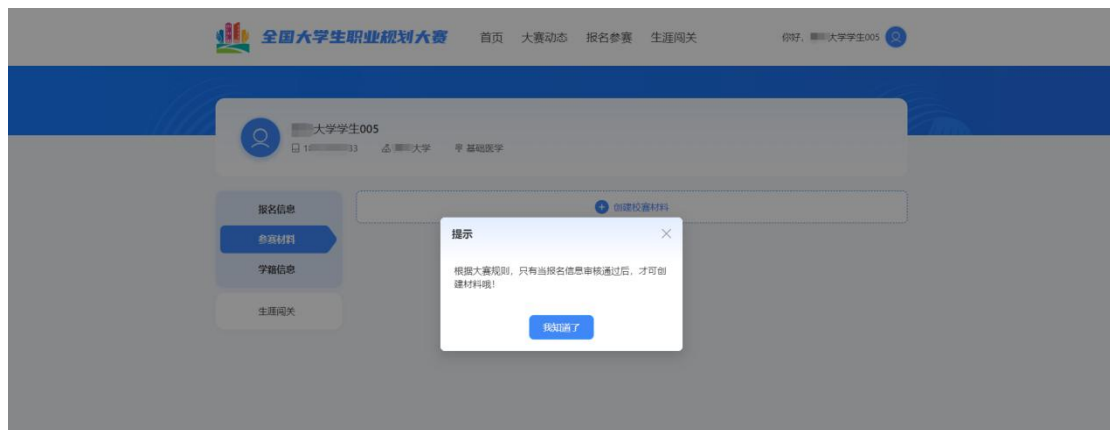 全国大学生职业规划大赛 首页 大赛动态 报名参赛 生涯闯关 你好，大学学生005
大学学生005
1 33 大学 基础医学
报名信息
创建校赛材料
参赛材料
学籍信息
生涯闯关
提示
根据大赛规则，只有当报名信息审核通过后，才可创
建材料哦！
我知道了